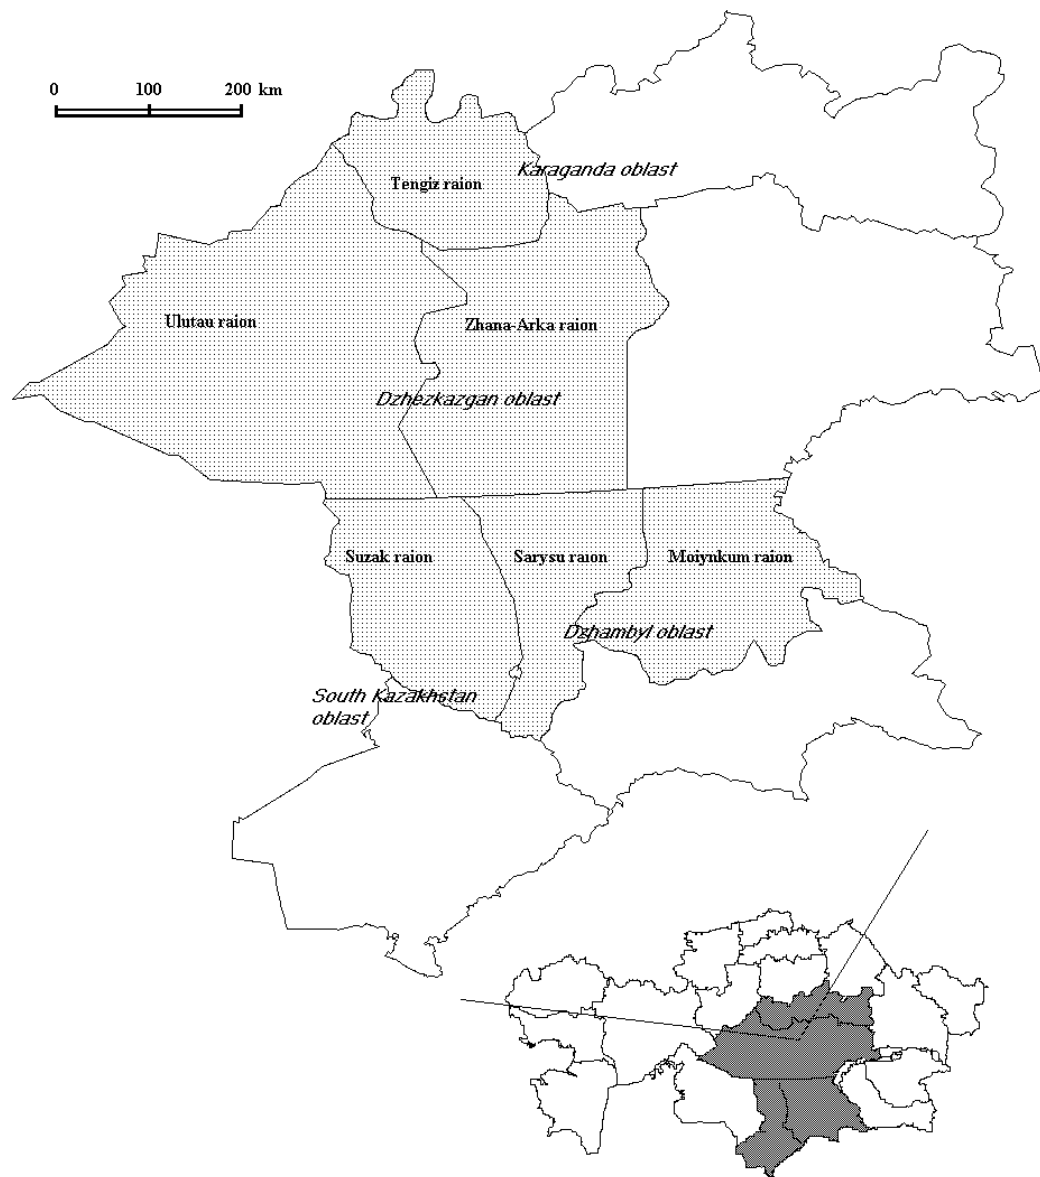 0 100 200 km
Karaganda oblast
Tengiz raion
Ulutau raion
Zhana-Arka raion
Dzhezkazgan oblast
Suzak raion
Sarysu raion
Moiynkum raion
Dzhambyl oblast
South Kazakhstan
oblast